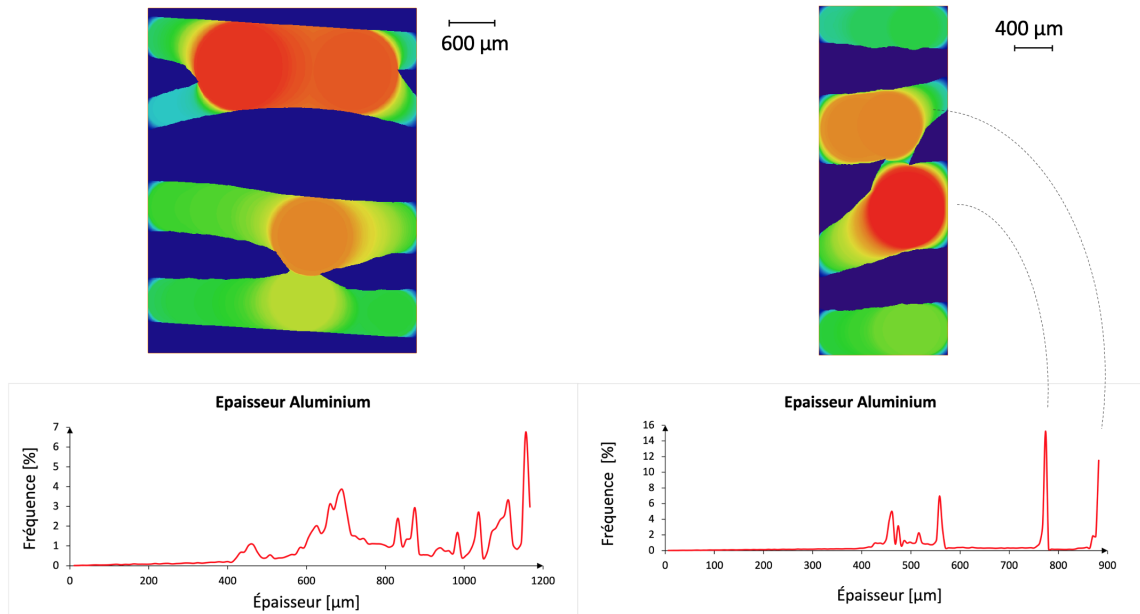 600 µm
400 µm
Epaisseur Aluminium
Fréquence [%]
7
6
5
4
3
2
1
0
0 200 400 600 800 1000 1200
Épaisseur [µm]
Epaisseur Aluminium
Fréquence [%]
16
14
12
10
8
6
4
2
0
0 100 200 300 400 500 600 700 800 900
Épaisseur [µm]